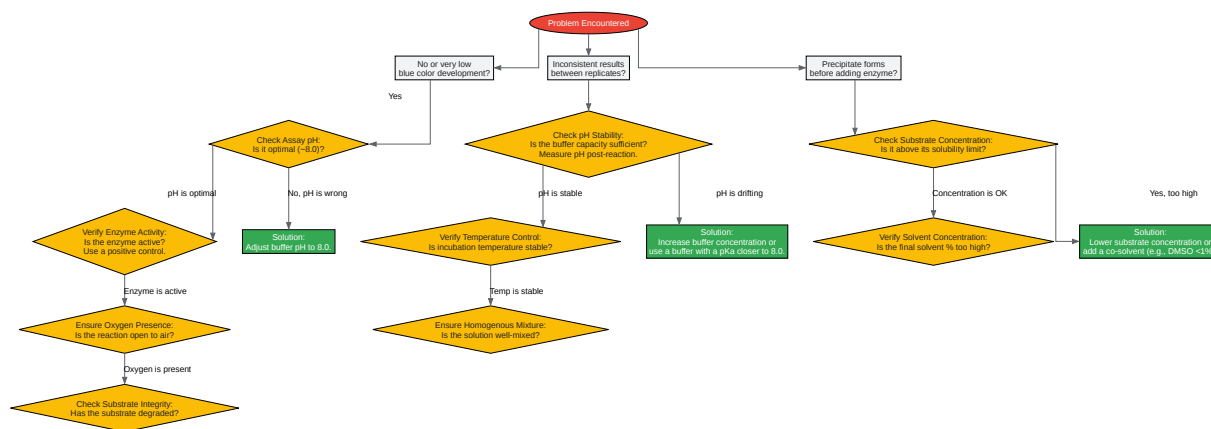 Problem Encountered
No or very low
blue color development?
Inconsistent results
between replicates?
Precipitate forms
before adding enzyme?
Yes
Check Assay pH:
Is it optimal (~8.0)?
Check pH Stability:
Is the buffer capacity sufficient?
Measure pH post-reaction.
Check Substrate Concentration:
Is it above its solubility limit?
pH is optimal
No, pH is wrong
pH is stable
pH is drifting
Concentration is OK
Yes, too high
Verify Enzyme Activity:
Is the enzyme active?
Use a positive control.
Solution:
Adjust buffer pH to 8.0.
Verify Temperature Control:
Is incubation temperature stable?
Solution:
Increase buffer concentration or
use a buffer with a pKa closer to 8.0.
Verify Solvent Concentration:
Is the final solvent % too high?
Solution:
Lower substrate concentration or
add a co-solvent (e.g., DMSO <1%
Enzyme is active
Temp is stable
Ensure Oxygen Presence:
Is the reaction open to air?
Ensure Homogenous Mixture:
Is the solution well-mixed?
Oxygen is present
Check Substrate Integrity:
Has the substrate degraded?